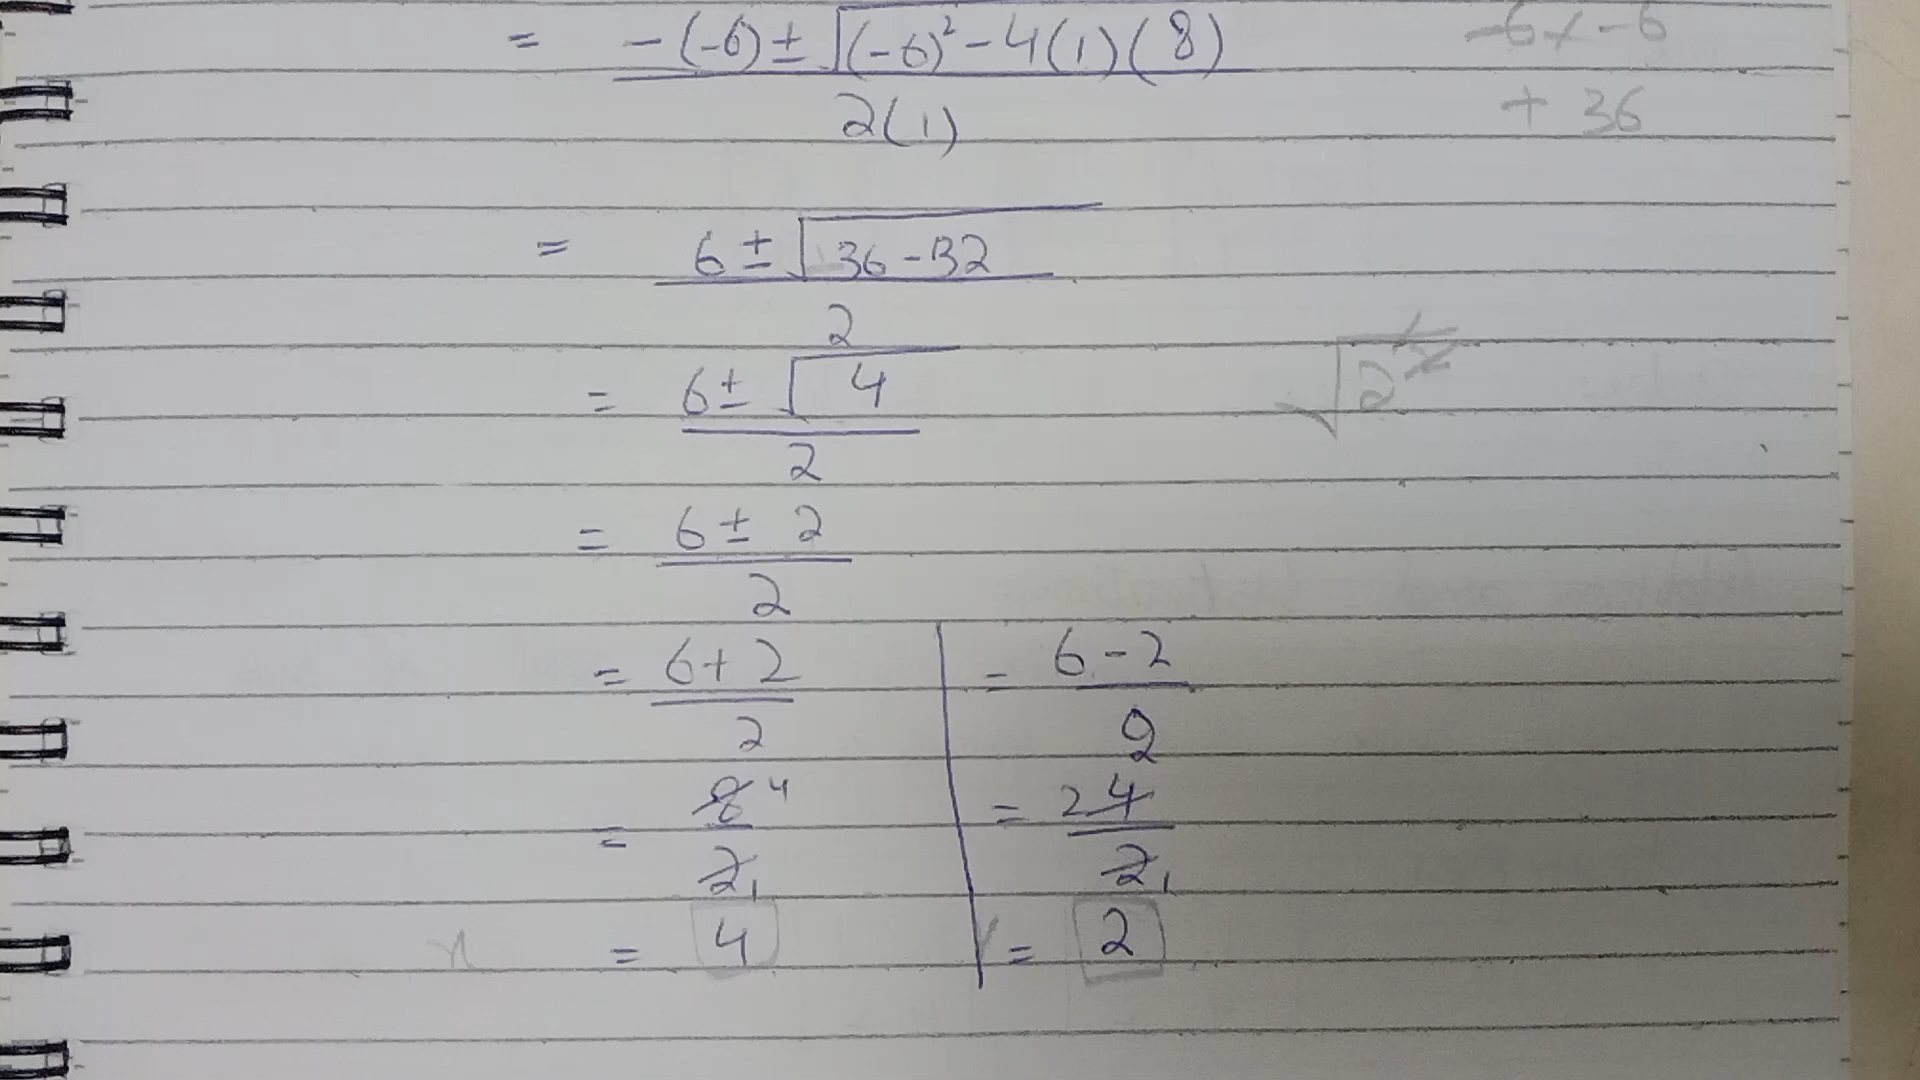 = -(-6) ± √(-6)² - 4(1)(8) / 2(1)
-6 x -6
+ 36
= 6 ± √36 - 32 / 2
= 6 ± √4 / 2
√2²
= 6 ± 2 / 2
= 6 + 2 / 2
= 6 - 2 / 2
= 8 4 / 2 1
= 2 4 / 2 1
x = 4
= 2